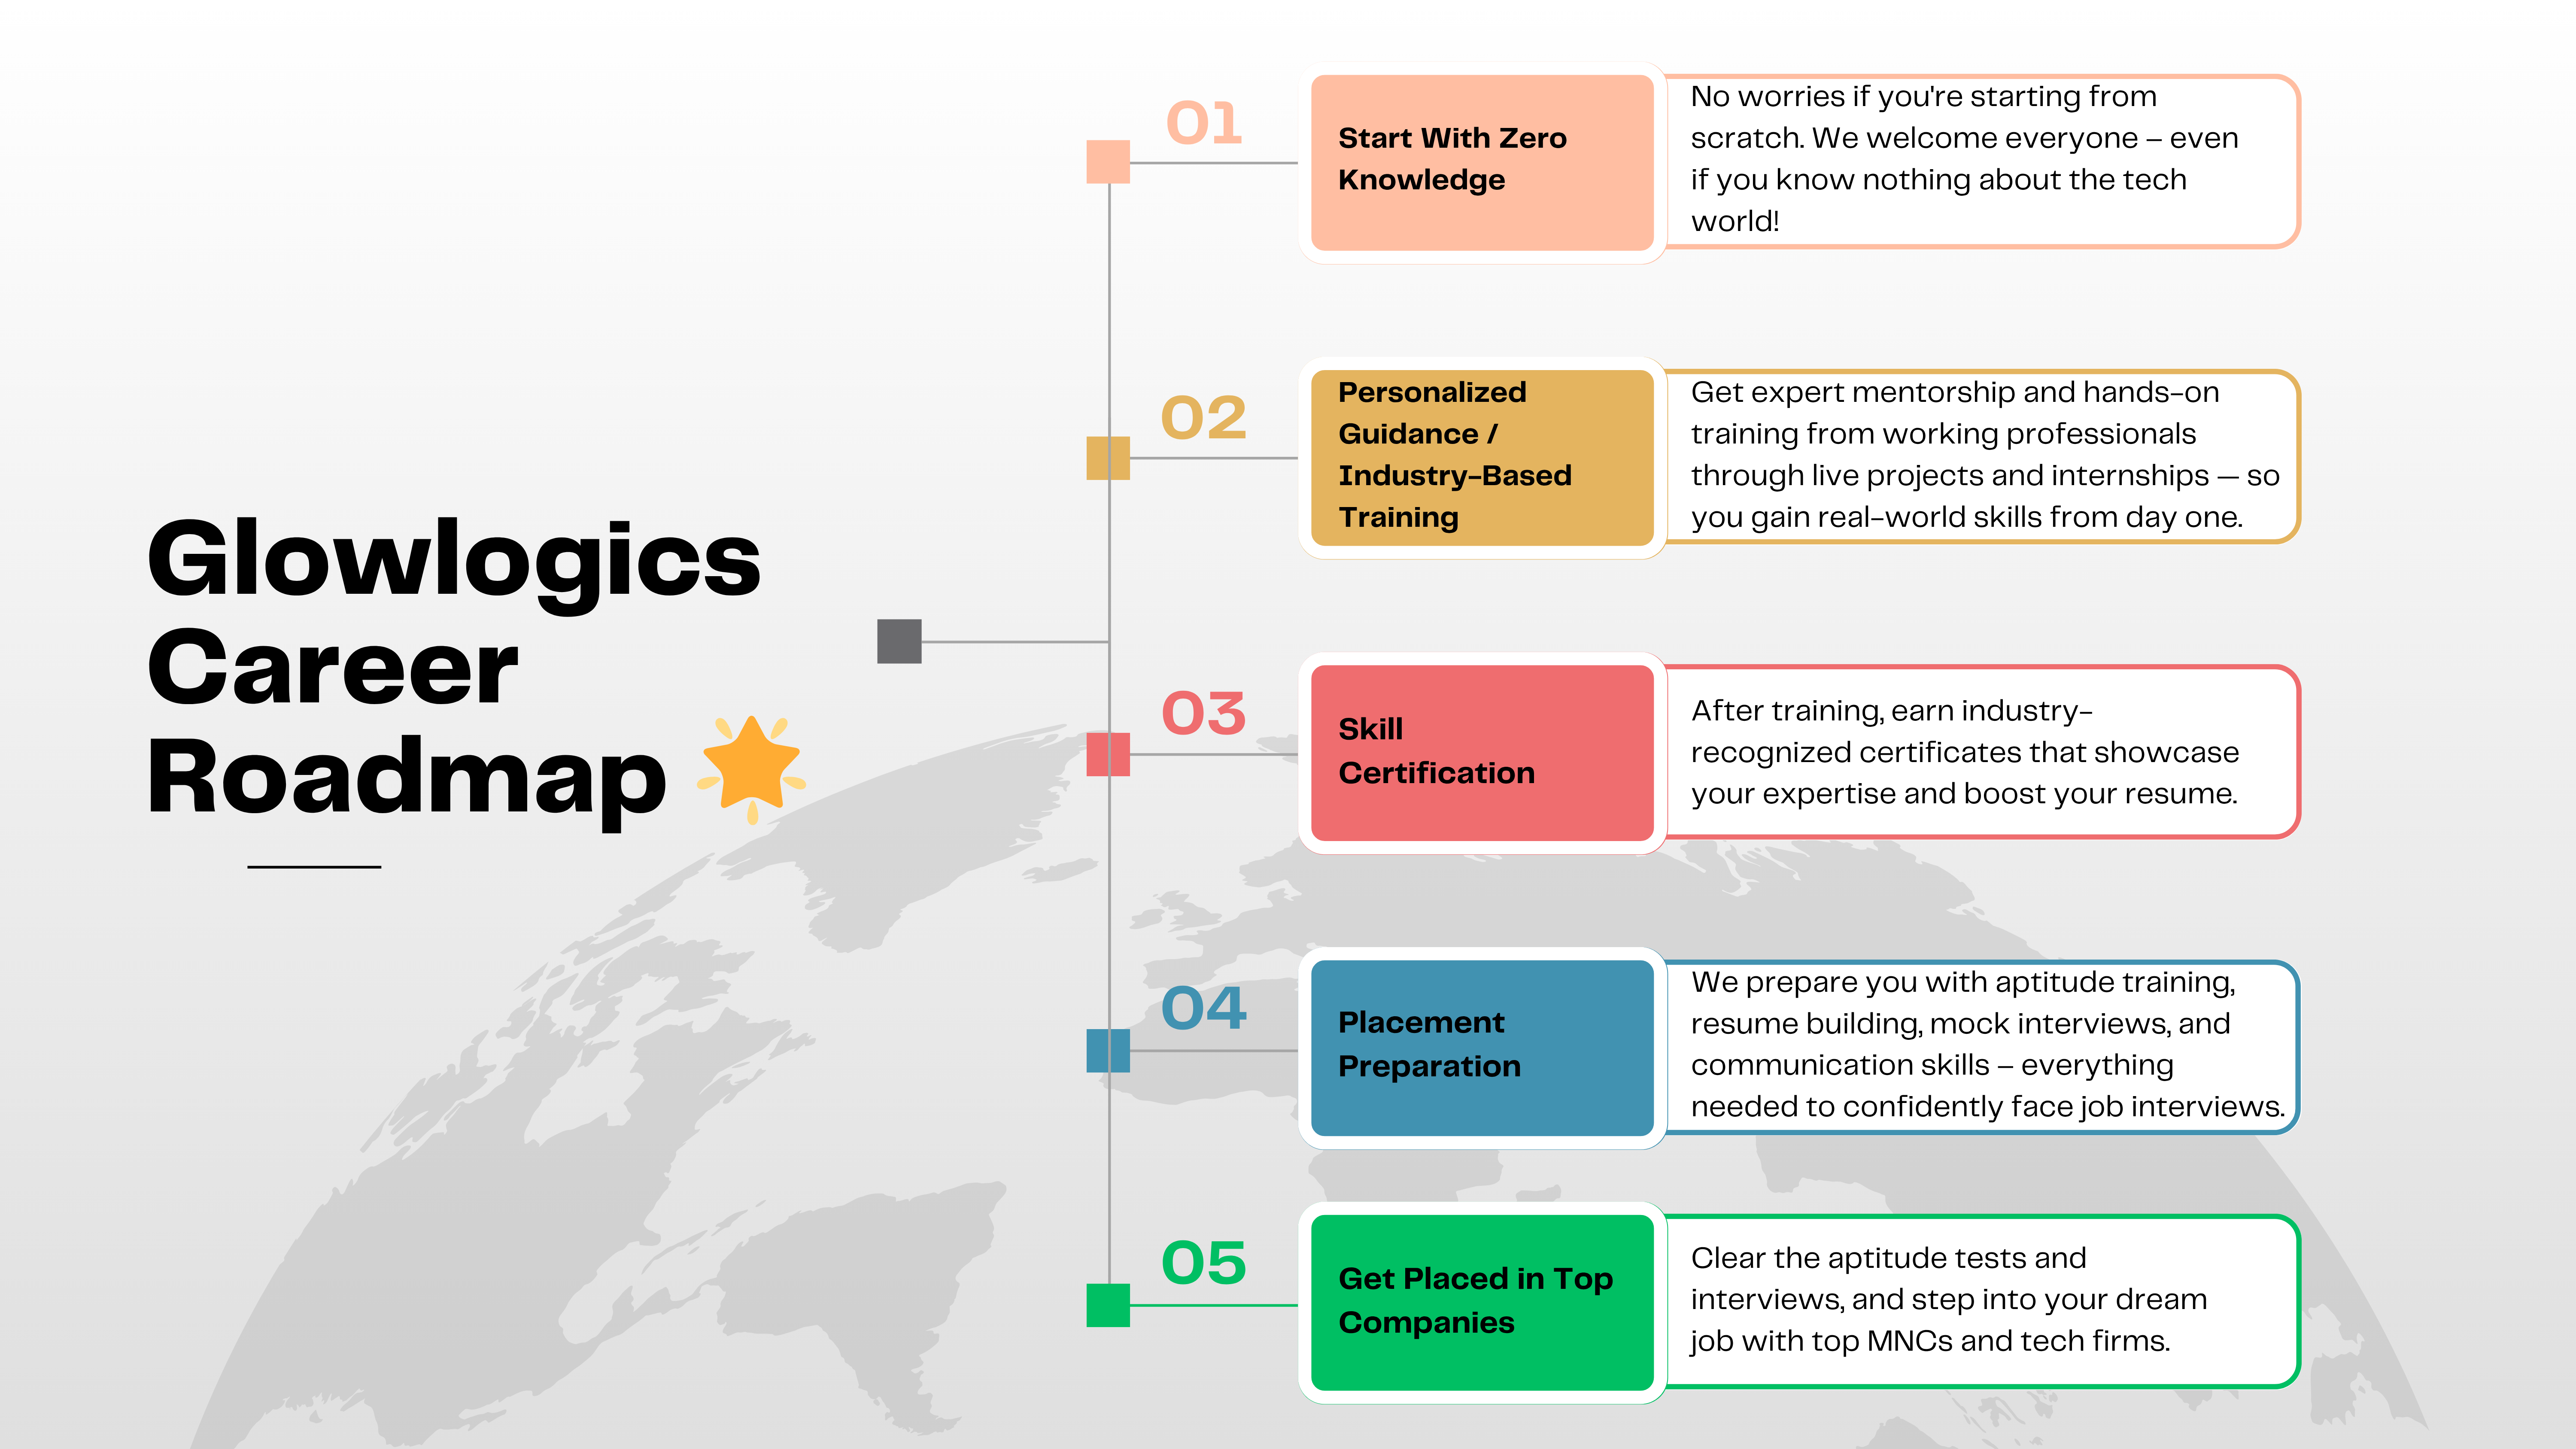 Glowlogics
Career
Roadmap
01
Start With Zero
Knowledge
No worries if you're starting from
scratch. We welcome everyone – even
if you know nothing about the tech
world!
02
Personalized
Guidance /
Industry-Based
Training
Get expert mentorship and hands-on
training from working professionals
through live projects and internships — so
you gain real-world skills from day one.
03
Skill
Certification
After training, earn industry-
recognized certificates that showcase
your expertise and boost your resume.
04
Placement
Preparation
We prepare you with aptitude training,
resume building, mock interviews, and
communication skills – everything
needed to confidently face job interviews.
05
Get Placed in Top
Companies
Clear the aptitude tests and
interviews, and step into your dream
job with top MNCs and tech firms.